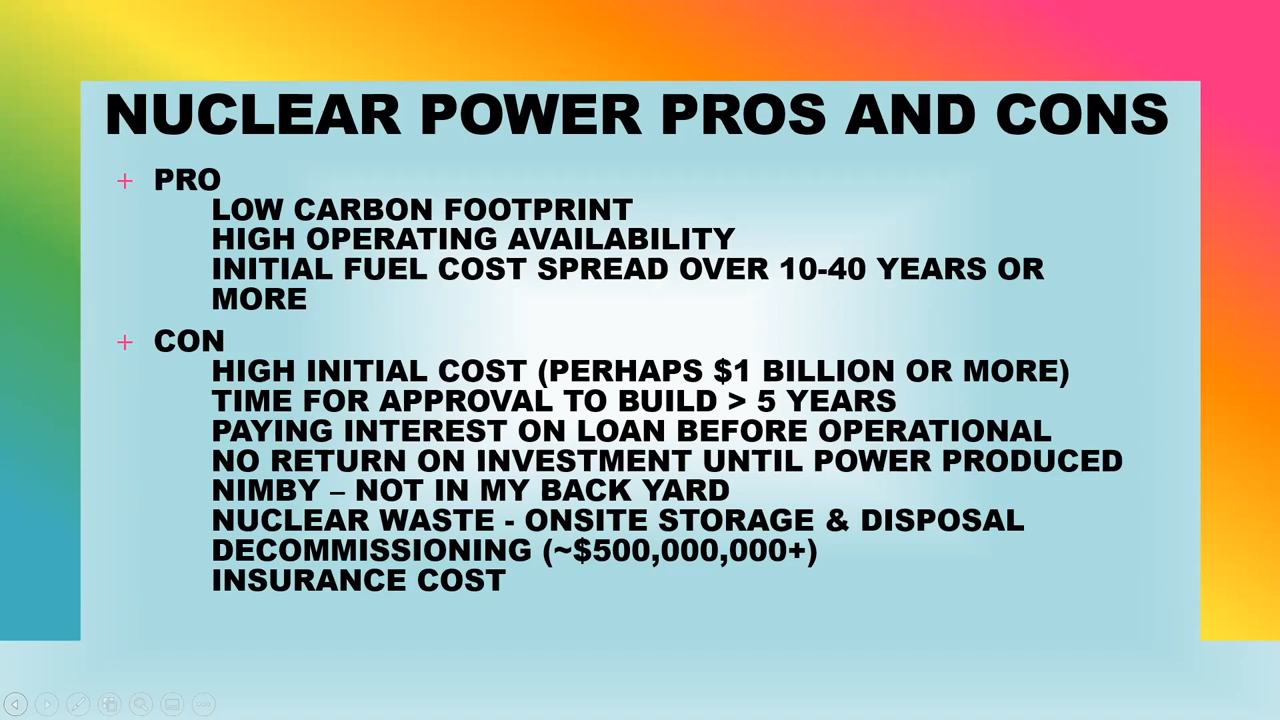 NUCLEAR POWER PROS AND CONS
+ PRO
LOW CARBON FOOTPRINT
HIGH OPERATING AVAILABILITY
INITIAL FUEL COST SPREAD OVER 10-40 YEARS OR
MORE
+ CON
HIGH INITIAL COST (PERHAPS $1 BILLION OR MORE)
TIME FOR APPROVAL TO BUILD > 5 YEARS
PAYING INTEREST ON LOAN BEFORE OPERATIONAL
NO RETURN ON INVESTMENT UNTIL POWER PRODUCED
NIMBY – NOT IN MY BACK YARD
NUCLEAR WASTE - ONSITE STORAGE & DISPOSAL
DECOMMISSIONING (~$500,000,000+)
INSURANCE COST